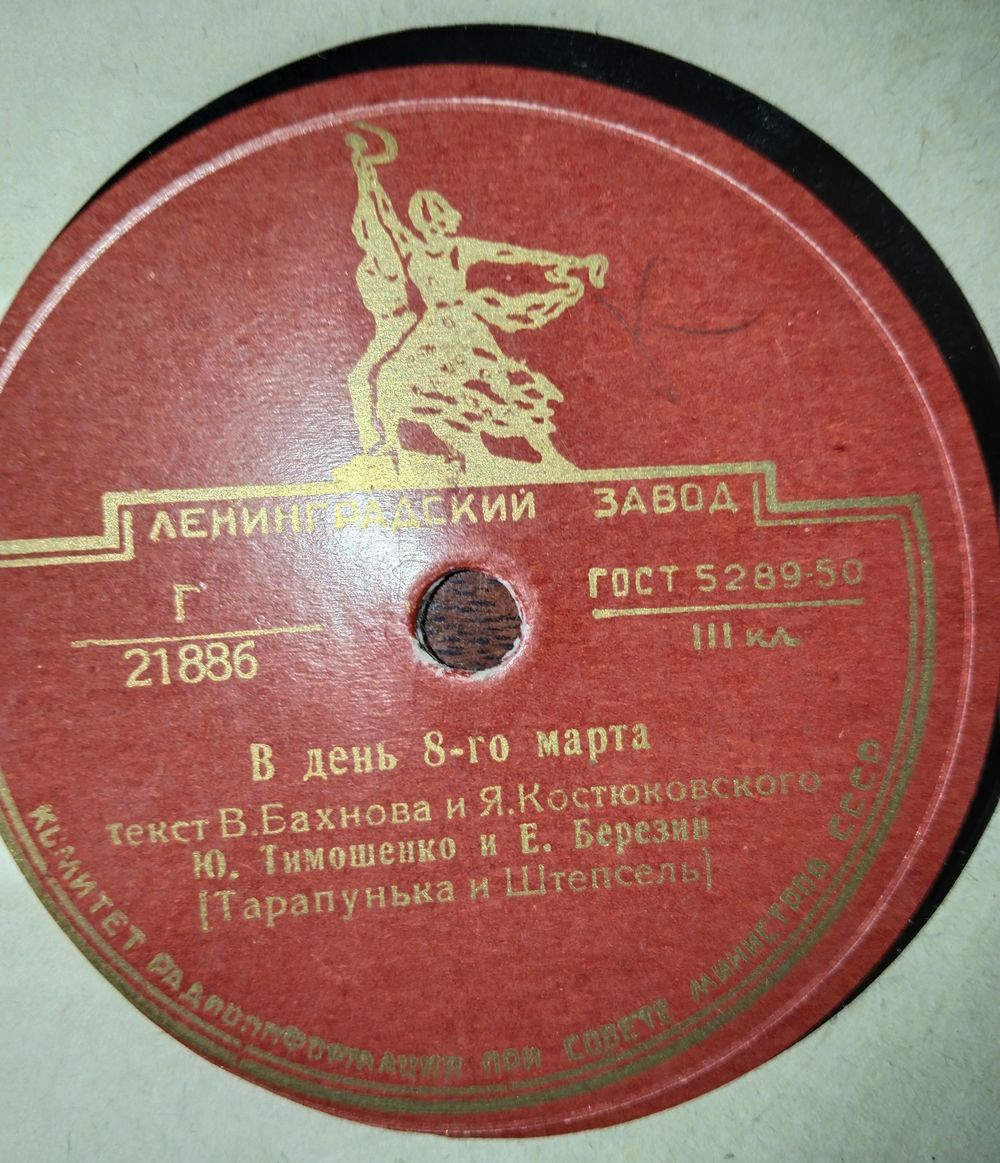 ЛЕНИНГРАДСКИЙ ЗАВОД
Г
21886
ГОСТ 5289-50
III кл.
В день 8-го марта
текст В.Бахнова и Я.Костюковского
Ю. Тимошенко и Е. Березин
[Тарапунька и Штепсель]
КОМИТЕТ РАДИОИНФОРМАЦИИ ПРИ СОВЕТЕ МИНИСТРОВ СССР